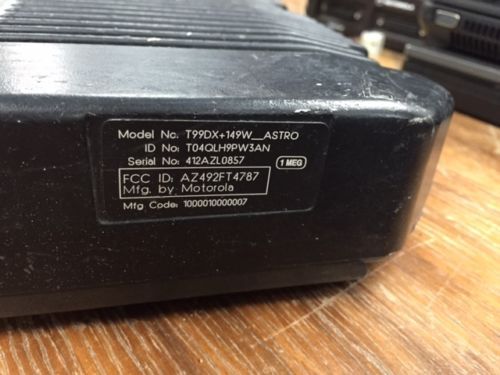 Model No: T99DX+149W__ASTRO
ID No: T04QLH9PW3AN
Serial No: 412AZL0857
1 MEG
FCC ID: AZ492FT4787
Mfg. by Motorola
Mfg Code: 1000010000007